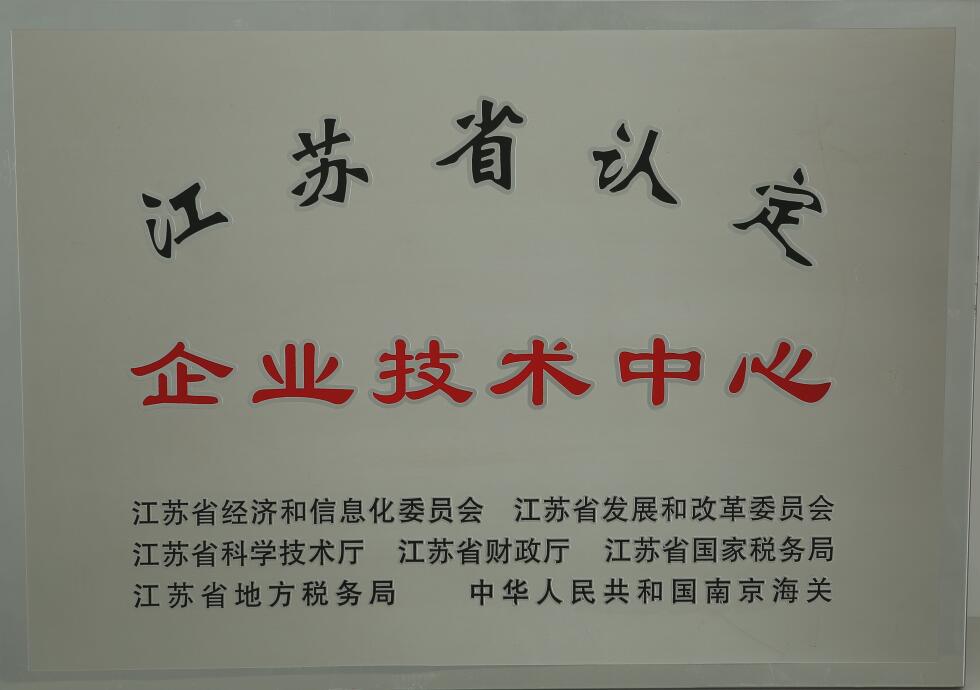 江苏省认定
企业技术中心
江苏省经济和信息化委员会 江苏省发展和改革委员会
江苏省科学技术厅 江苏省财政厅 江苏省国家税务局
江苏省地方税务局 中华人民共和国南京海关